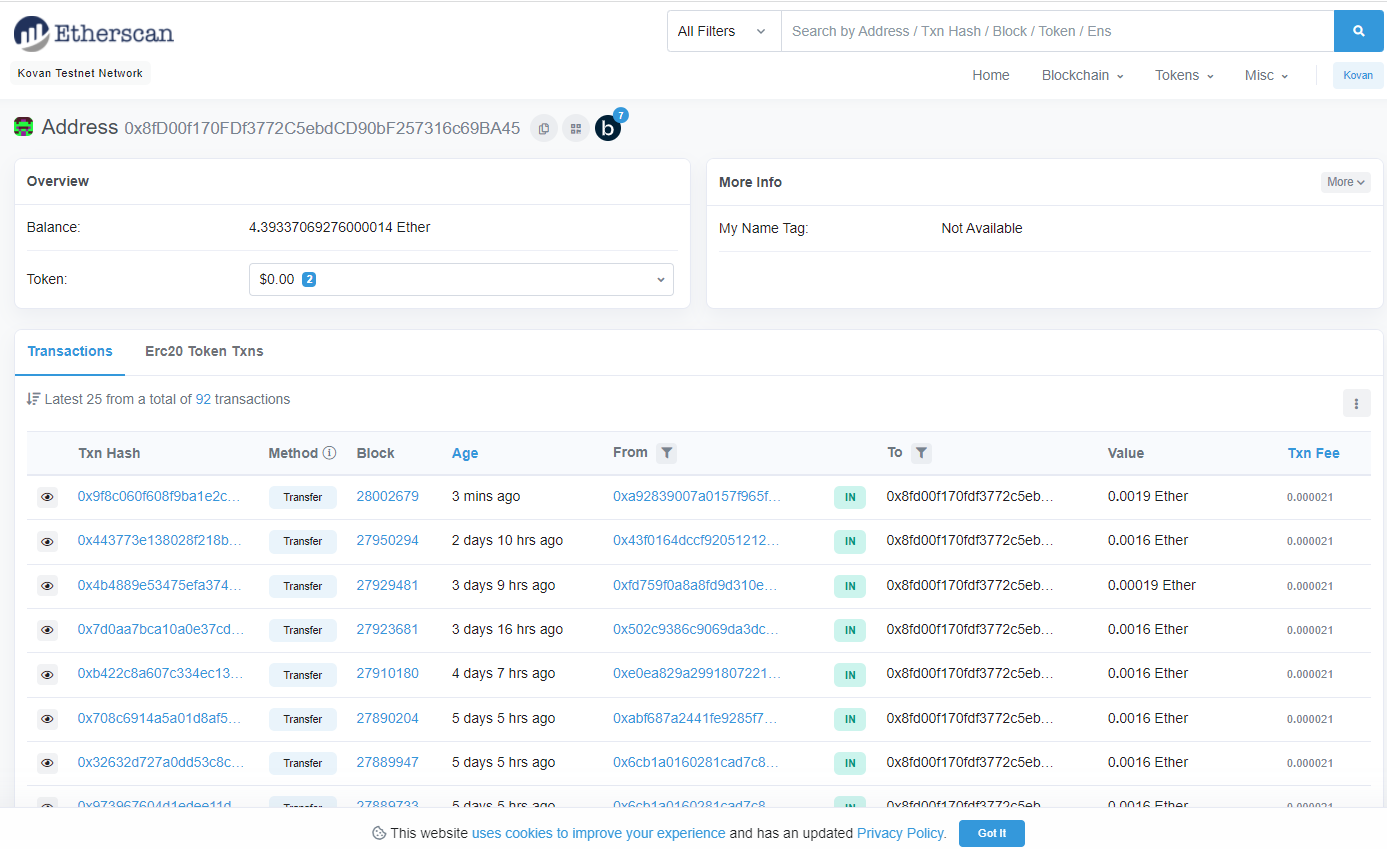 Etherscan
All Filters Search by Address / Txn Hash / Block / Token / Ens
Kovan Testnet Network
Home Blockchain Tokens Misc Kovan
Address 0x8fD00f170FDf3772C5ebdCD90bF257316c69BA45 b 7
Overview
Balance: 4.39337069276000014 Ether
Token: $0.00 2
More Info More
My Name Tag: Not Available
Transactions Erc20 Token Txns
Latest 25 from a total of 92 transactions
Txn Hash Method Block Age From To Value Txn Fee
0x9f8c060f608f9ba1e2c... Transfer 28002679 3 mins ago 0xa92839007a0157f965f... IN 0x8fd00f170fdf3772c5eb... 0.0019 Ether 0.000021
0x443773e138028f218b... Transfer 27950294 2 days 10 hrs ago 0x43f0164dccf92051212... IN 0x8fd00f170fdf3772c5eb... 0.0016 Ether 0.000021
0x4b4889e53475efa374... Transfer 27929481 3 days 9 hrs ago 0xfd759f0a8a8fd9d310e... IN 0x8fd00f170fdf3772c5eb... 0.00019 Ether 0.000021
0x7d0aa7bca10a0e37cd... Transfer 27923681 3 days 16 hrs ago 0x502c9386c9069da3dc... IN 0x8fd00f170fdf3772c5eb... 0.0016 Ether 0.000021
0xb422c8a607c334ec13... Transfer 27910180 4 days 7 hrs ago 0xe0ea829a2991807221... IN 0x8fd00f170fdf3772c5eb... 0.0016 Ether 0.000021
0x708c6914a5a01d8af5... Transfer 27890204 5 days 5 hrs ago 0xabf687a2441fe9285f7... IN 0x8fd00f170fdf3772c5eb... 0.0016 Ether 0.000021
0x32632d727a0dd53c8c... Transfer 27889947 5 days 5 hrs ago 0x6cb1a0160281cad7c8... IN 0x8fd00f170fdf3772c5eb... 0.0016 Ether 0.000021
0x973967604d1edee11d... Transfer 27889733 5 days 5 hrs ago 0x6cb1a0160281cad7c8... IN 0x8fd00f170fdf3772c5eb... 0.0016 Ether 0.000021
This website uses cookies to improve your experience and has an updated Privacy Policy. Got It